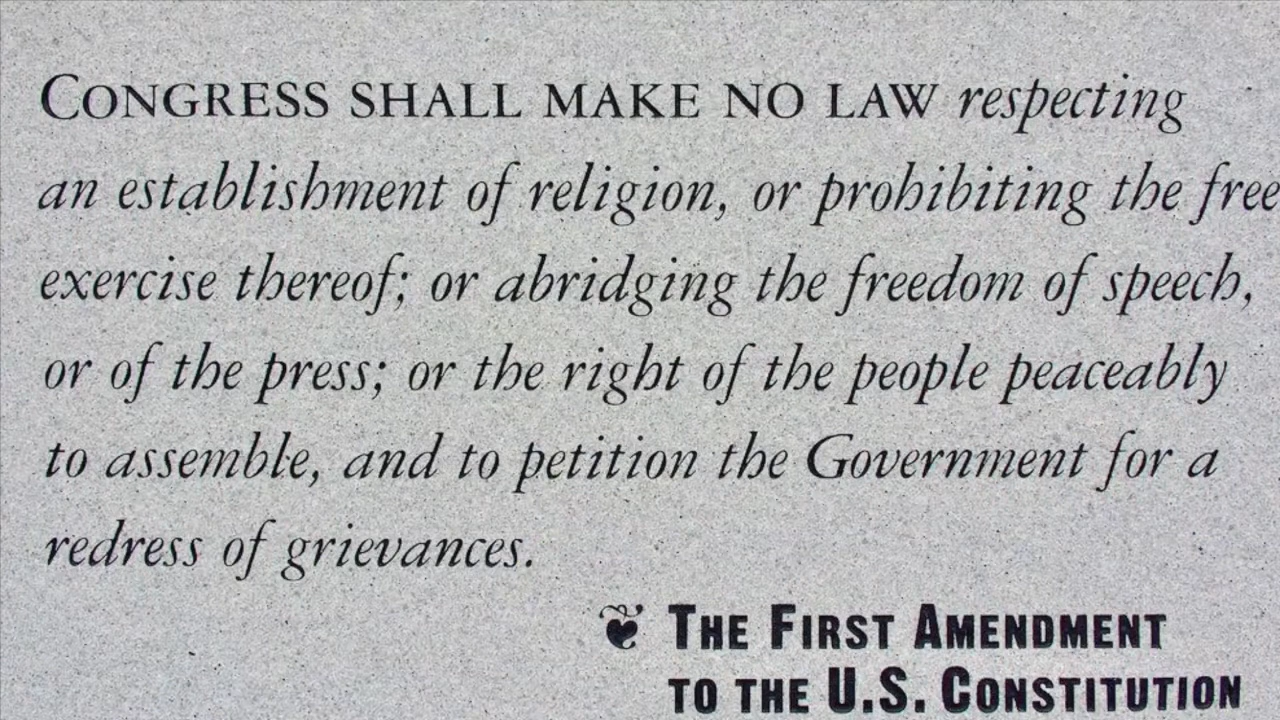 CONGRESS SHALL MAKE NO LAW respecting
an establishment of religion, or prohibiting the free
exercise thereof; or abridging the freedom of speech,
or of the press; or the right of the people peaceably
to assemble, and to petition the Government for a
redress of grievances.
THE FIRST AMENDMENT
TO THE U.S. CONSTITUTION